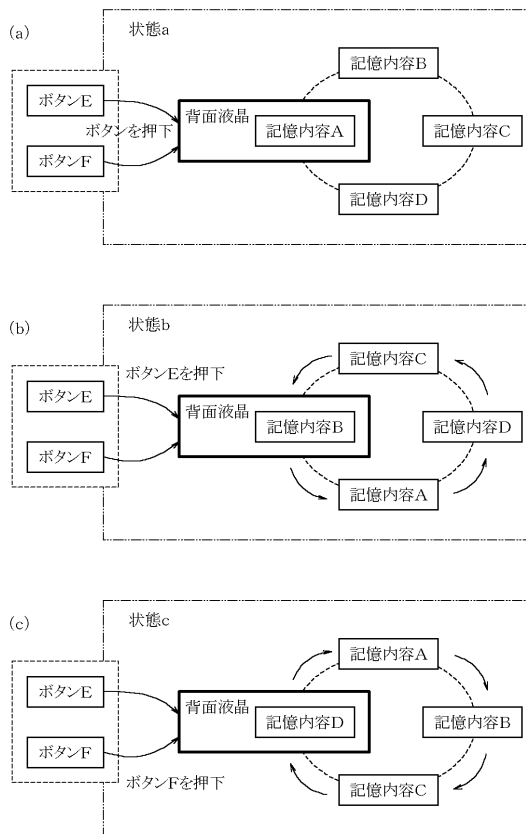 (a)
状態a
記憶内容B
ボタンE
背面液晶
ボタンを押下
記憶内容A
記憶内容C
ボタンF
記憶内容D
(b)
状態b
ボタンEを押下
記憶内容C
ボタンE
背面液晶
記憶内容B
記憶内容D
ボタンF
記憶内容A
(c)
状態c
記憶内容A
ボタンE
背面液晶
記憶内容D
記憶内容B
ボタンF
ボタンFを押下
記憶内容C